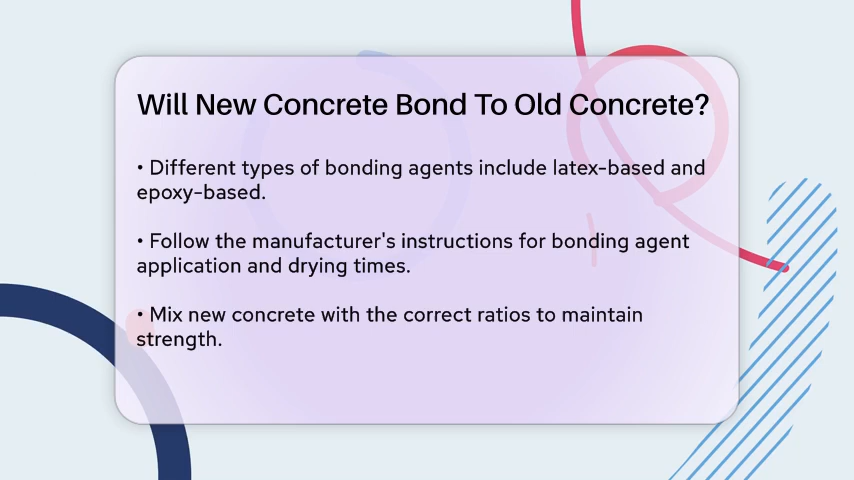 Will New Concrete Bond To Old Concrete?
• Different types of bonding agents include latex-based and
epoxy-based.
• Follow the manufacturer's instructions for bonding agent
application and drying times.
• Mix new concrete with the correct ratios to maintain
strength.